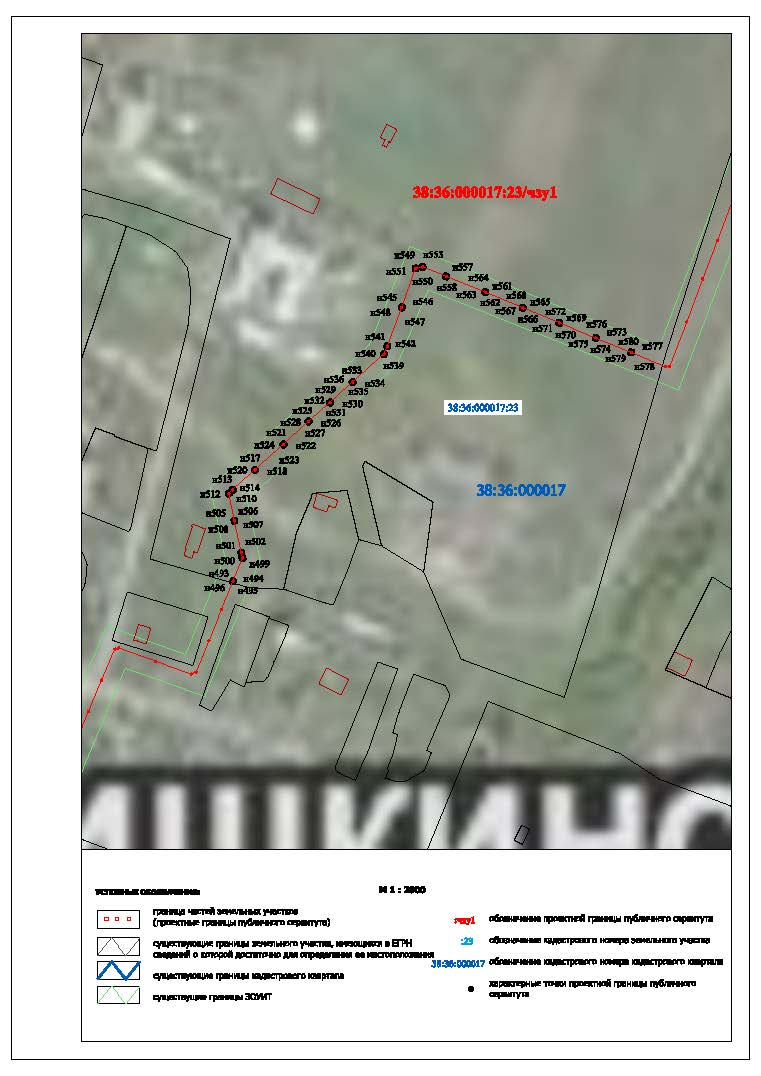 38:36:000017:23/чзу1
н549 н553
н551 н557
н550 н564
н558 н561
н563 н568
н562 н565
н567 н572
н566 н569
н571 н576
н570 н573
н575 н580
н574 н577
н579
н578
н545 н546
н548 н547
н541 н542
н540 н539
н533
н536 н534
н529 н535
н532 н530
н525 н531
н528 н526
н521 н527
н524 н522
н517 н523
н520 н518
н513 н514
н512 н510
н505 н506
н508 н507
н501 н502
н500 н499
н493 н494
н496 н495
38:36:000017:23
38:36:000017
ИШКИНО
условные обозначения:
М 1 : 2000
граница частей земельных участков
(проектные границы публичного сервитута)
существующие границы земельного участка, имеющиеся в ЕГРН
сведений о которой достаточно для определения ее местоположения
существующие границы кадастрового квартала
существущие границы ЗОУИТ
:чзу1 обозначение проектной границы публичного сервитута
:23 обозначение кадастрового номера земельного участка
38:36:000017 обозначение кадастрового номера кадастрового квартала
характерные точки проектной границы публичного
сервитута